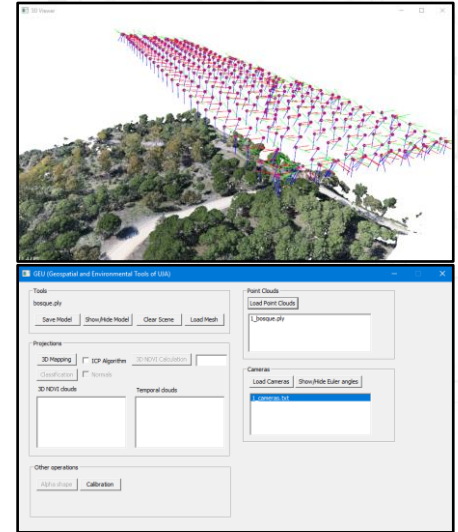 3D Viewer
GEU (Geospatial and Environmental Tools of UJA)
Tools
bosque.ply
Save Model Show/Hide Model Clear Scene Load Mesh
Projections
3D Mapping ICP Algorithm 3D NDVI Calculation
Classification Normals
3D NDVI clouds Temporal clouds
Other operations
Alpha shape Calibration
Point Clouds
Load Point Clouds
1_bosque.ply
Cameras
Load Cameras Show/Hide Euler angles
1_cameras.txt